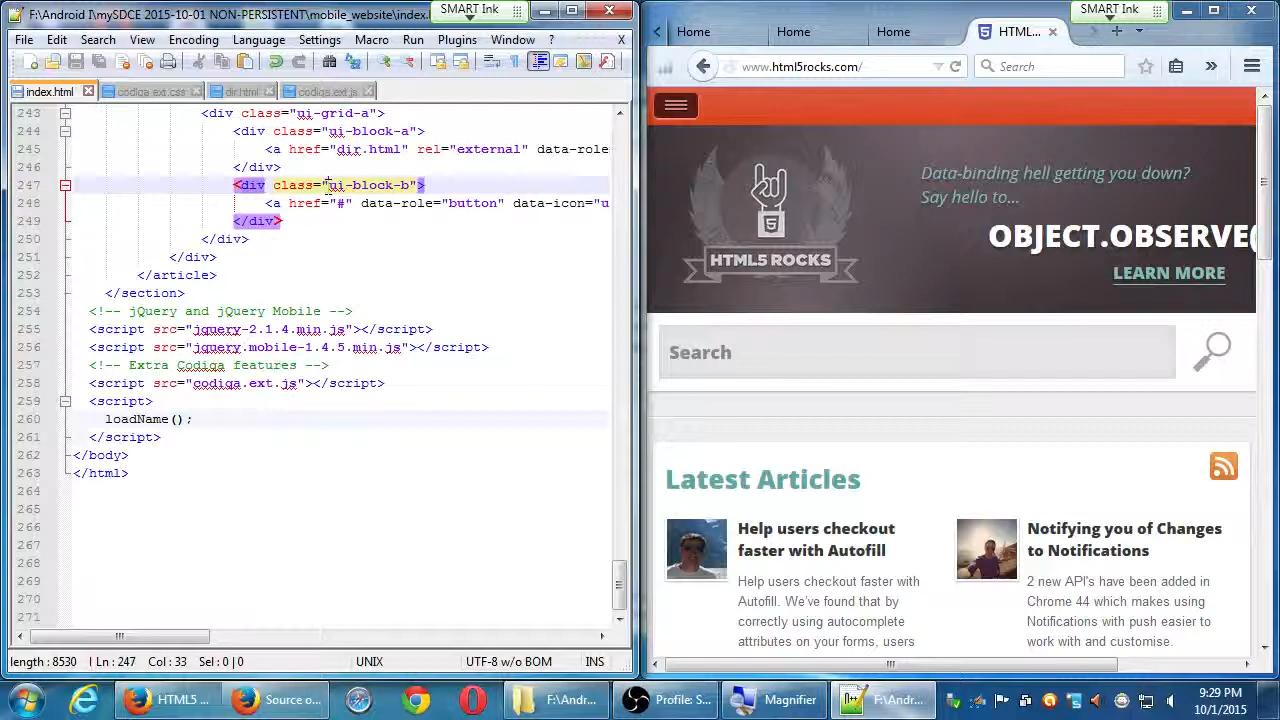 F:\Android I\mySDCE 2015-10-01 NON-PERSISTENT\mobile_website\index.
SMART Ink
File Edit Search View Encoding Language Settings Macro Run Plugins Window ? X
index.html codiqa.ext.css dir.html codiqa.ext.js
243 <div class="ui-grid-a">
244 <div class="ui-block-a">
245 <a href="dir.html" rel="external" data-role
246 </div>
247 <div class="ui-block-b">
248 <a href="#" data-role="button" data-icon="u
249 </div>
250 </div>
251 </div>
252 </article>
253 </section>
254 <!-- jQuery and jQuery Mobile -->
255 <script src="jquery-2.1.4.min.js"></script>
256 <script src="jquery.mobile-1.4.5.min.js"></script>
257 <!-- Extra Codiqa features -->
258 <script src="codiqa.ext.js"></script>
259 <script>
260 loadName();
261 </script>
262 </body>
263 </html>
264
265
266
267
268
269
270
271
length : 8530 l Ln : 247 Col : 33 Sel : 0 | 0 UNIX UTF-8 w/o BOM INS
SMART Ink
Home Home Home HTML...
www.html5rocks.com/ Search
Data-binding hell getting you down?
Say hello to...
OBJECT.OBSERVE(
LEARN MORE
HTML5 ROCKS
Search
Latest Articles
Help users checkout
faster with Autofill
Help users checkout faster with
Autofill. We've found that by
correctly using autocomplete
attributes on your forms, users
Notifying you of Changes
to Notifications
2 new API's have been added in
Chrome 44 which makes using
Notifications with push easier to
work with and customise.
HTML5 ... Source o... F:\Andr... Profile: S... Magnifier F:\Andr...
9:29 PM
10/1/2015